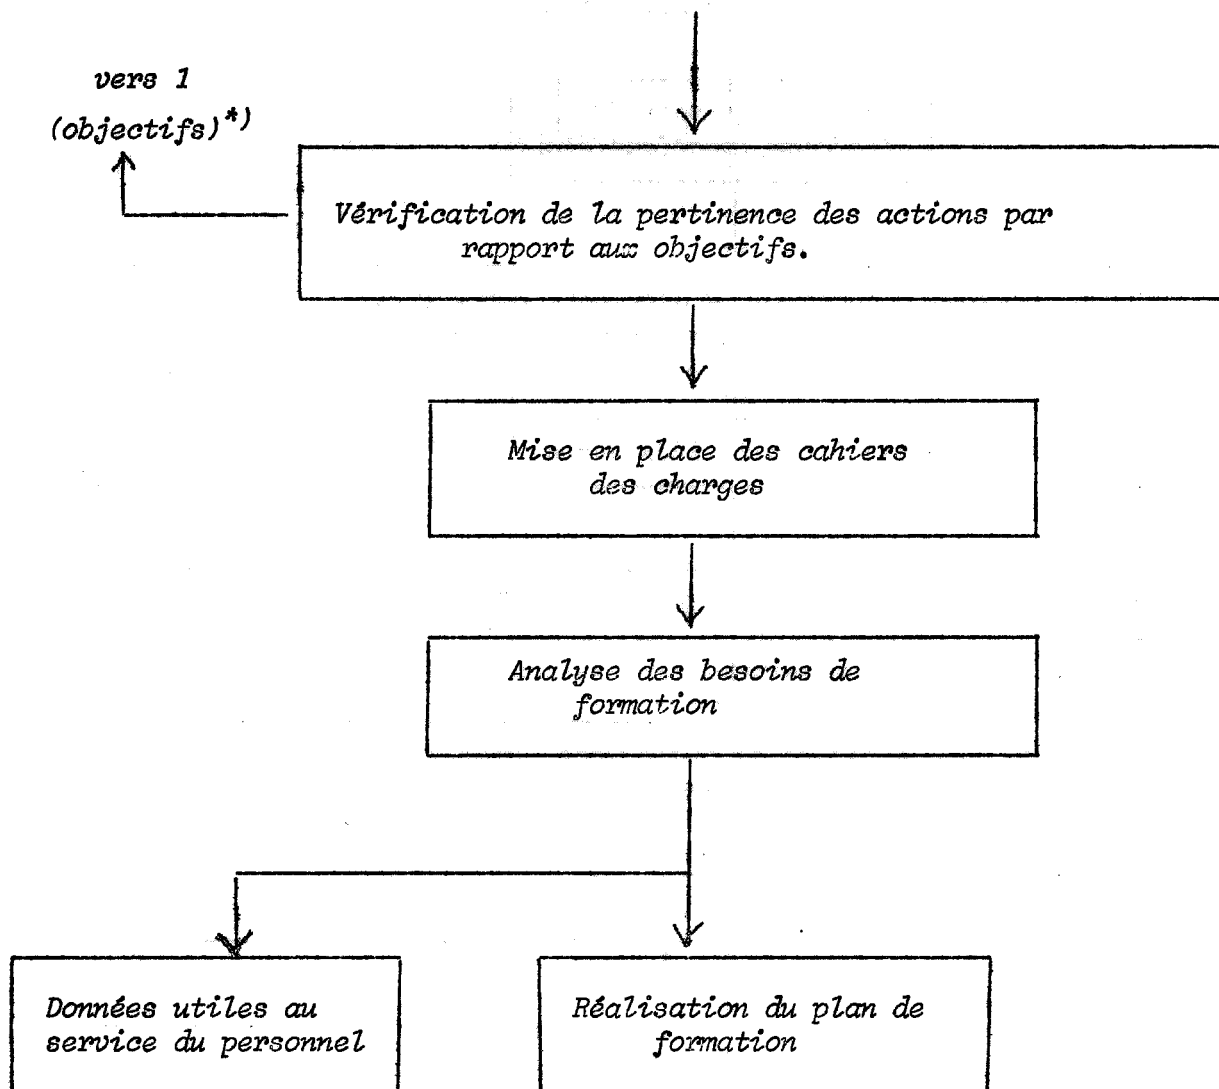 vers 1
(objectifs)*)
Vérification de la pertinence des actions par
rapport aux objectifs.
Mise en place des cahiers
des charges
Analyse des besoins de
formation
Données utiles au
service du personnel
Réalisation du plan de
formation